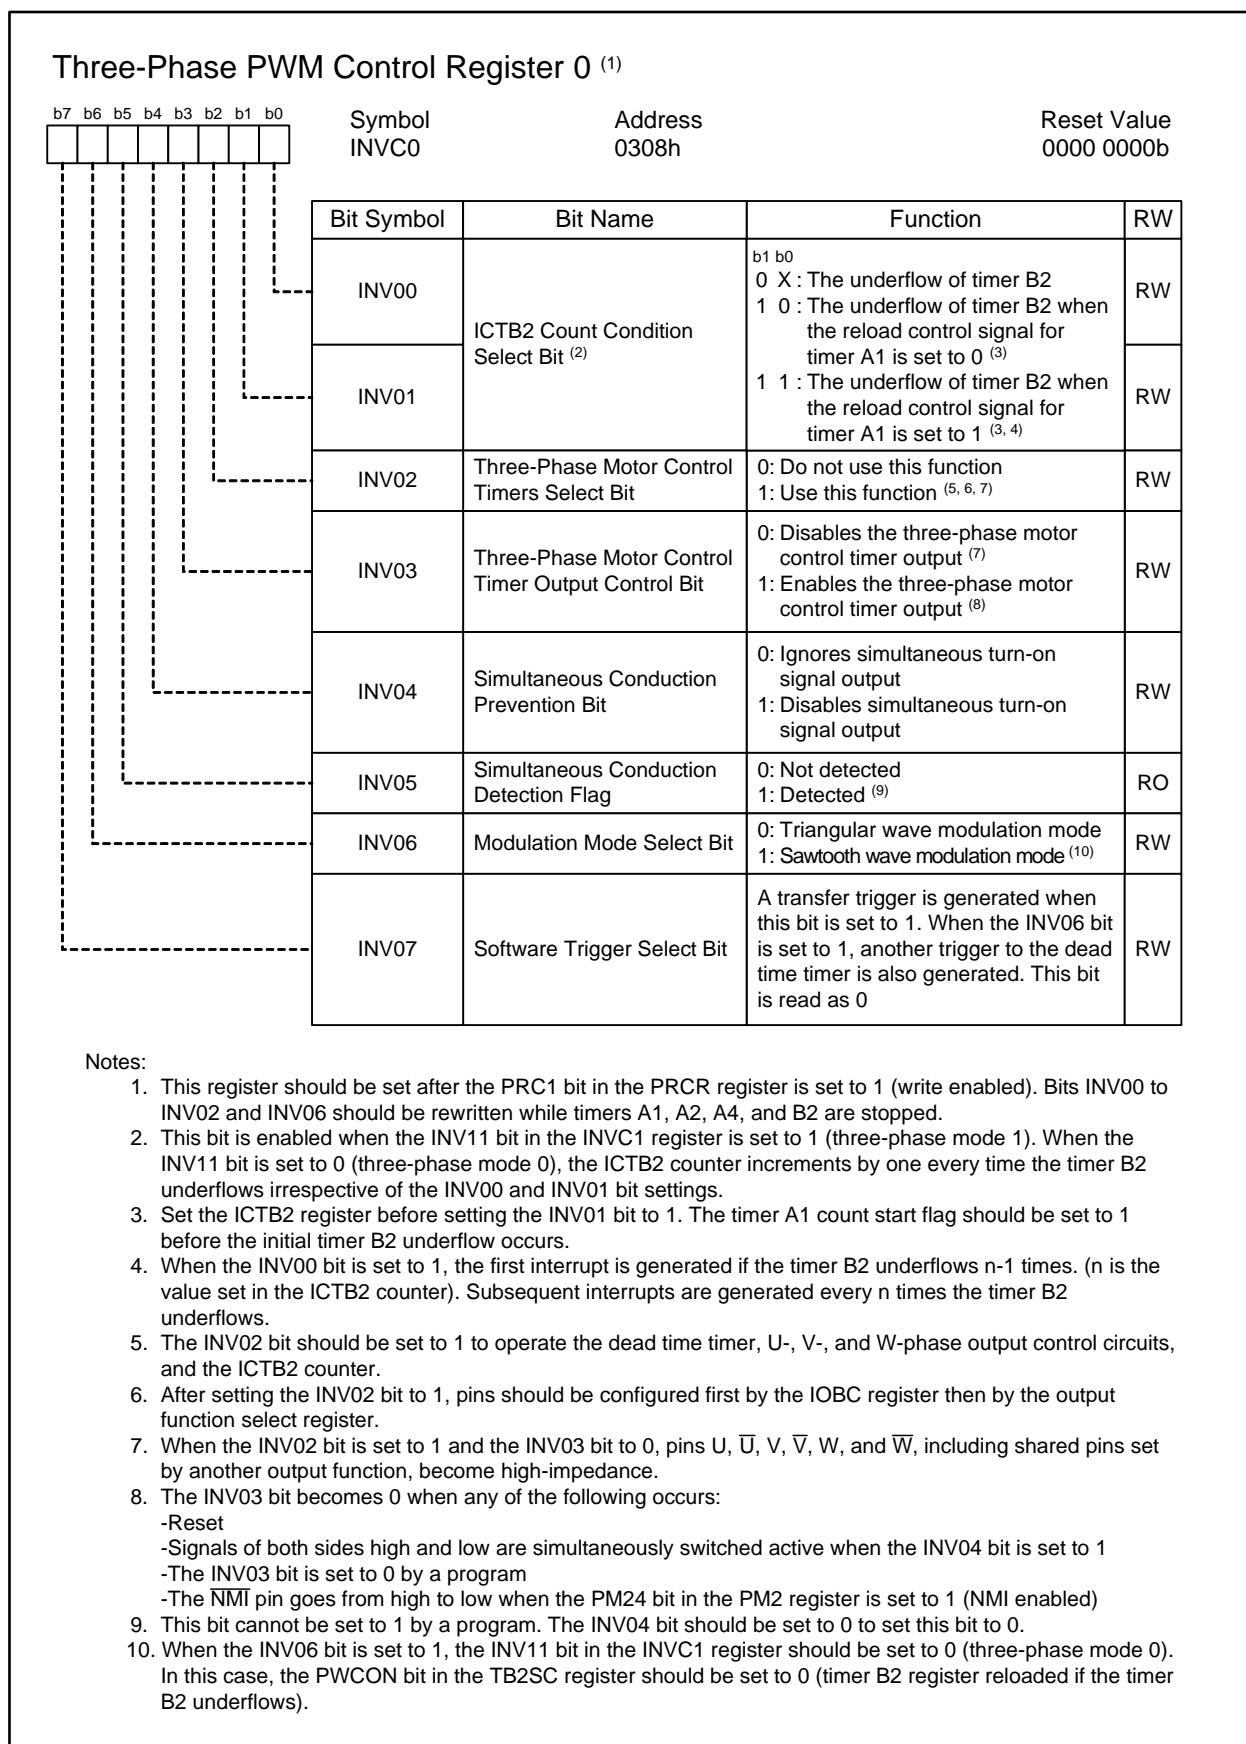 Three-Phase PWM Control Register 0 (1)
b7 b6 b5 b4 b3 b2 b1 b0
Symbol Address Reset Value
INVC0 0308h 0000 0000b
Bit Symbol Bit Name Function RW
INV00
ICTB2 Count Condition
Select Bit (2)
b1 b0
0 X : The underflow of timer B2
1 0 : The underflow of timer B2 when
the reload control signal for
timer A1 is set to 0 (3)
RW
INV01
1 1 : The underflow of timer B2 when
the reload control signal for
timer A1 is set to 1 (3, 4)
RW
INV02
Three-Phase Motor Control
Timers Select Bit
0: Do not use this function
1: Use this function (5, 6, 7)
RW
INV03
Three-Phase Motor Control
Timer Output Control Bit
0: Disables the three-phase motor
control timer output (7)
1: Enables the three-phase motor
control timer output (8)
RW
INV04
Simultaneous Conduction
Prevention Bit
0: Ignores simultaneous turn-on
signal output
1: Disables simultaneous turn-on
signal output
RW
INV05
Simultaneous Conduction
Detection Flag
0: Not detected
1: Detected (9)
RO
INV06
Modulation Mode Select Bit
0: Triangular wave modulation mode
1: Sawtooth wave modulation mode (10)
RW
INV07
Software Trigger Select Bit
A transfer trigger is generated when
this bit is set to 1. When the INV06 bit
is set to 1, another trigger to the dead
time timer is also generated. This bit
is read as 0
RW
Notes:
1. This register should be set after the PRC1 bit in the PRCR register is set to 1 (write enabled). Bits INV00 to
INV02 and INV06 should be rewritten while timers A1, A2, A4, and B2 are stopped.
2. This bit is enabled when the INV11 bit in the INVC1 register is set to 1 (three-phase mode 1). When the
INV11 bit is set to 0 (three-phase mode 0), the ICTB2 counter increments by one every time the timer B2
underflows irrespective of the INV00 and INV01 bit settings.
3. Set the ICTB2 register before setting the INV01 bit to 1. The timer A1 count start flag should be set to 1
before the initial timer B2 underflow occurs.
4. When the INV00 bit is set to 1, the first interrupt is generated if the timer B2 underflows n-1 times. (n is the
value set in the ICTB2 counter). Subsequent interrupts are generated every n times the timer B2
underflows.
5. The INV02 bit should be set to 1 to operate the dead time timer, U-, V-, and W-phase output control circuits,
and the ICTB2 counter.
6. After setting the INV02 bit to 1, pins should be configured first by the IOBC register then by the output
function select register.
7. When the INV02 bit is set to 1 and the INV03 bit to 0, pins U, U̅, V, V̅, W, and W̅, including shared pins set
by another output function, become high-impedance.
8. The INV03 bit becomes 0 when any of the following occurs:
-Reset
-Signals of both sides high and low are simultaneously switched active when the INV04 bit is set to 1
-The INV03 bit is set to 0 by a program
-The N̅M̅I̅ pin goes from high to low when the PM24 bit in the PM2 register is set to 1 (NMI enabled)
9. This bit cannot be set to 1 by a program. The INV04 bit should be set to 0 to set this bit to 0.
10. When the INV06 bit is set to 1, the INV11 bit in the INVC1 register should be set to 0 (three-phase mode 0).
In this case, the PWCON bit in the TB2SC register should be set to 0 (timer B2 register reloaded if the timer
B2 underflows).